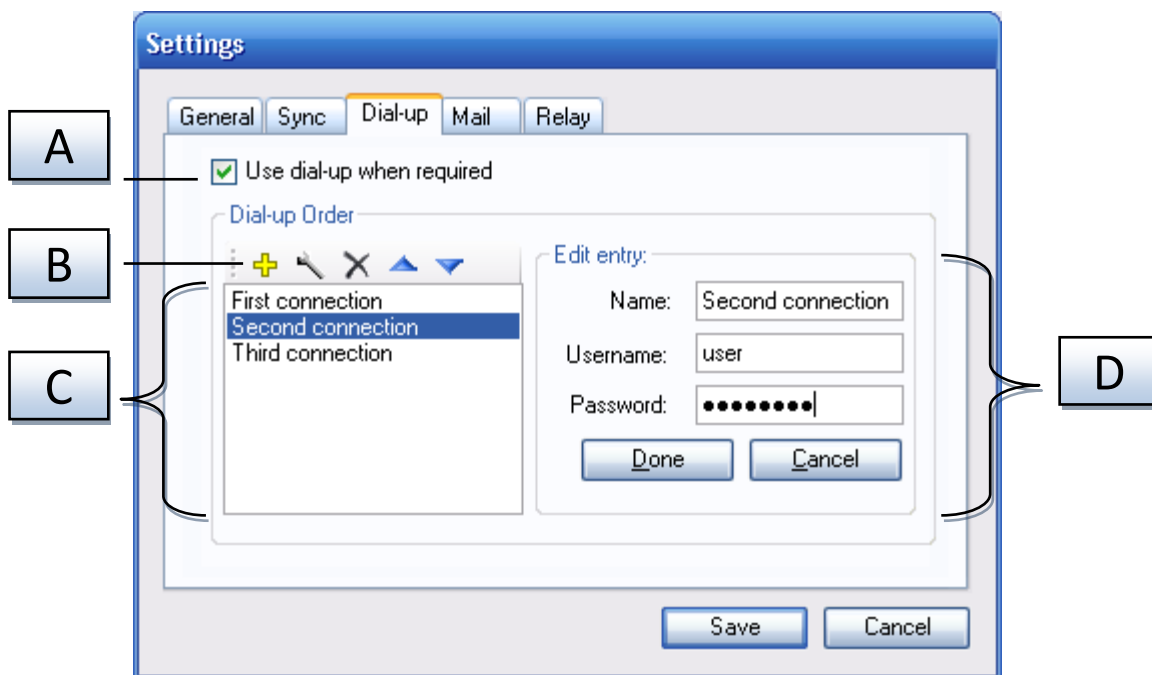 Settings
General Sync Dial-up Mail Relay
A
Use dial-up when required
Dial-up Order
B
Edit entry:
First connection
Second connection
Third connection
Name: Second connection
Username: user
Password: ●●●●●●●●
C
D
Done Cancel
Save Cancel